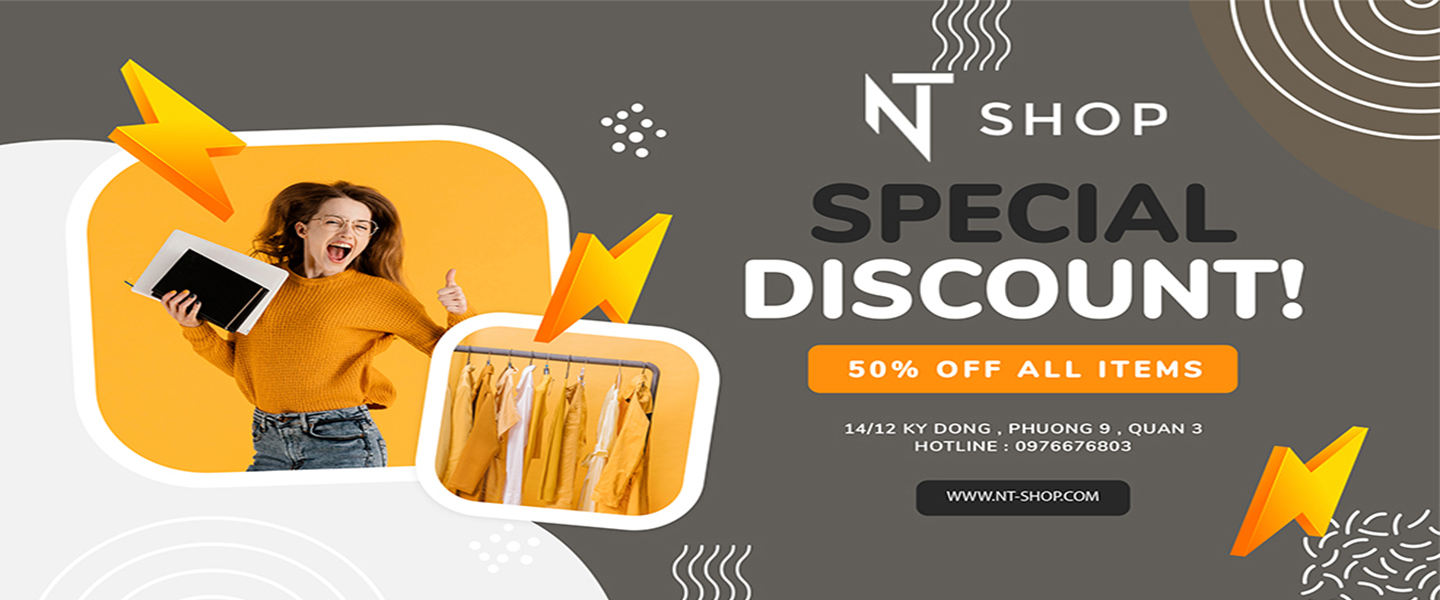 NT SHOP
SPECIAL
DISCOUNT!
50% OFF ALL ITEMS
14/12 KY DONG , PHUONG 9 , QUAN 3
HOTLINE : 0976676803
WWW.NT-SHOP.COM